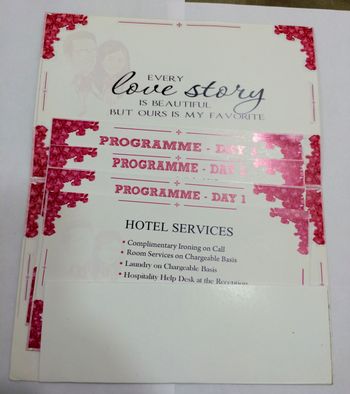 EVERY
love story
IS BEAUTIFUL
BUT OURS IS MY FAVORITE
PROGRAMME - DAY
PROGRAMME - DAY
PROGRAMME - DAY 1
HOTEL SERVICES
• Complimentary Ironing on Call
• Room Services on Chargeable Basis
• Laundry on Chargeable Basis
• Hospitality Help Desk at the Reception